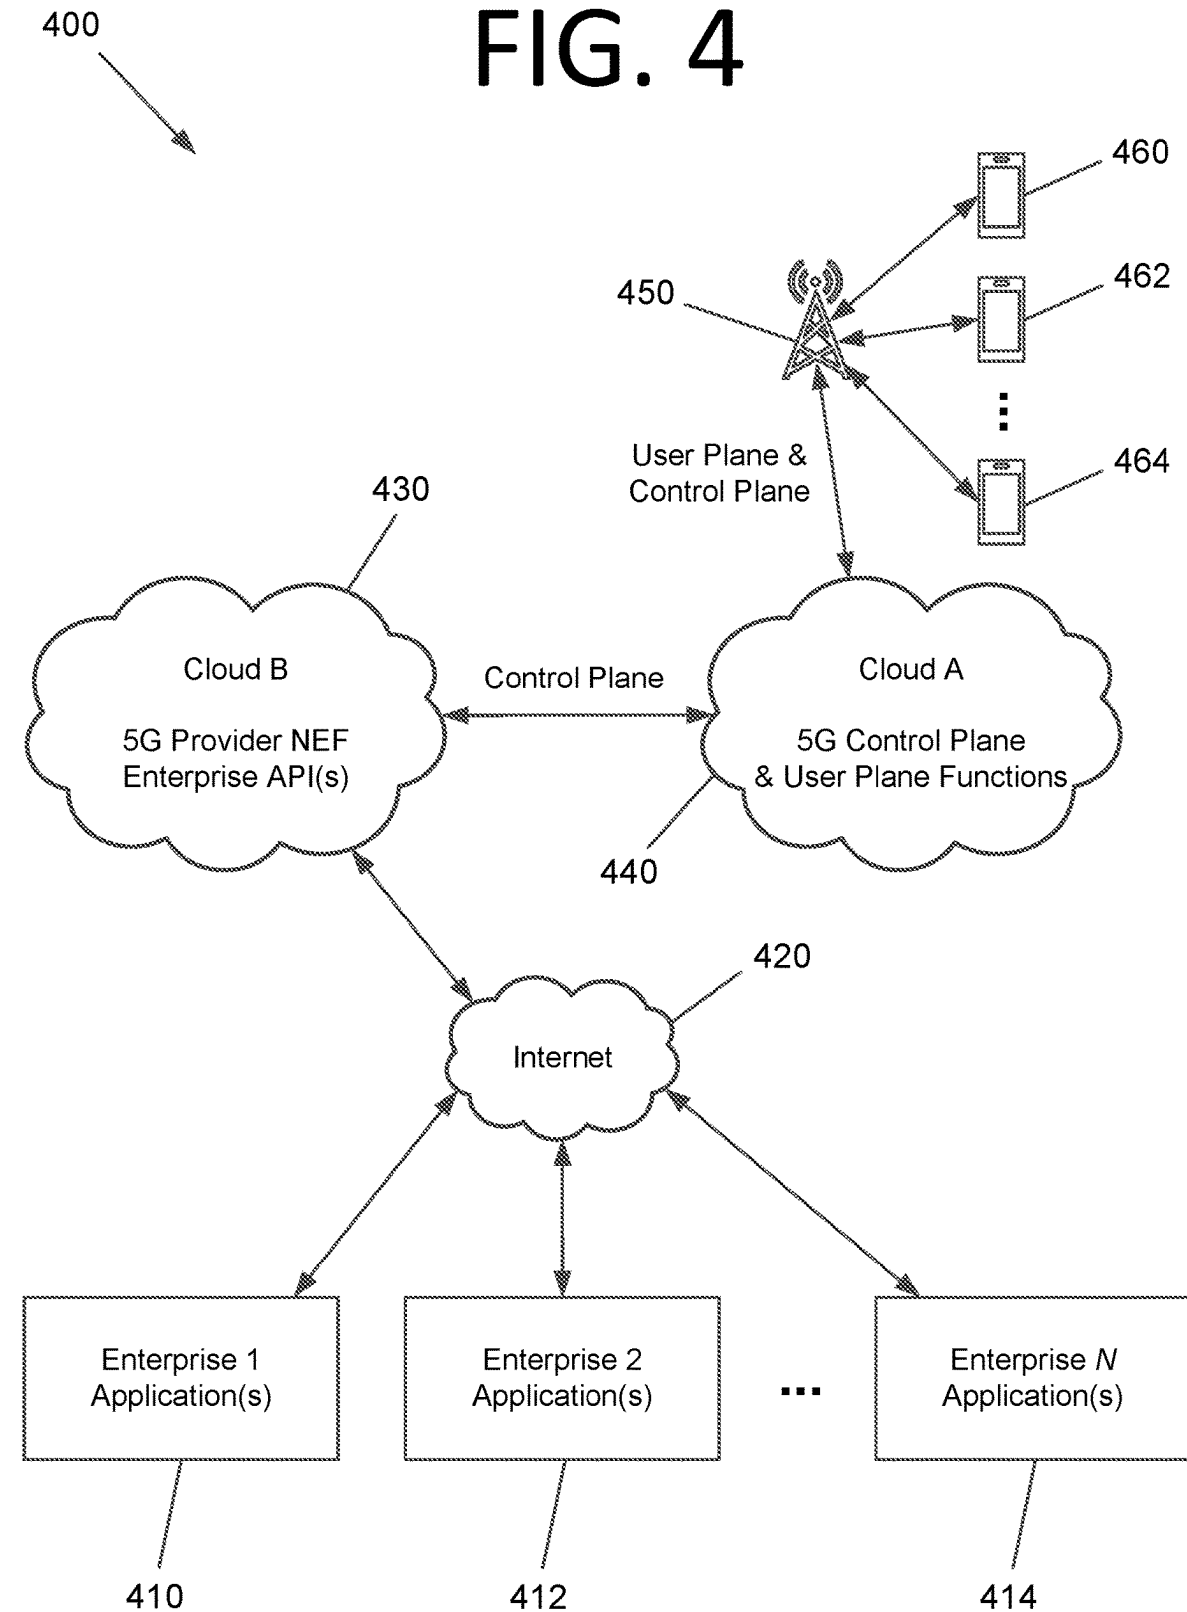 FIG. 4
400
460
462
450
464
User Plane &
Control Plane
430
Cloud B
5G Provider NEF
Enterprise API(s)
Control Plane
Cloud A
5G Control Plane
& User Plane Functions
440
420
Internet
Enterprise 1
Application(s)
Enterprise 2
Application(s)
...
Enterprise N
Application(s)
410
412
414